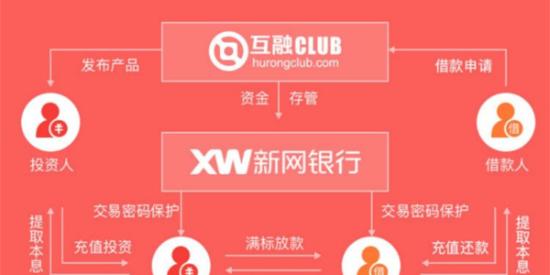 互融CLUB
hurongclub.com
发布产品
借款申请
资金 存管
投资人
借款人
XW新网银行
交易密码保护
交易密码保护
提取本息
充值投资
满标放款
充值还款
提取本息